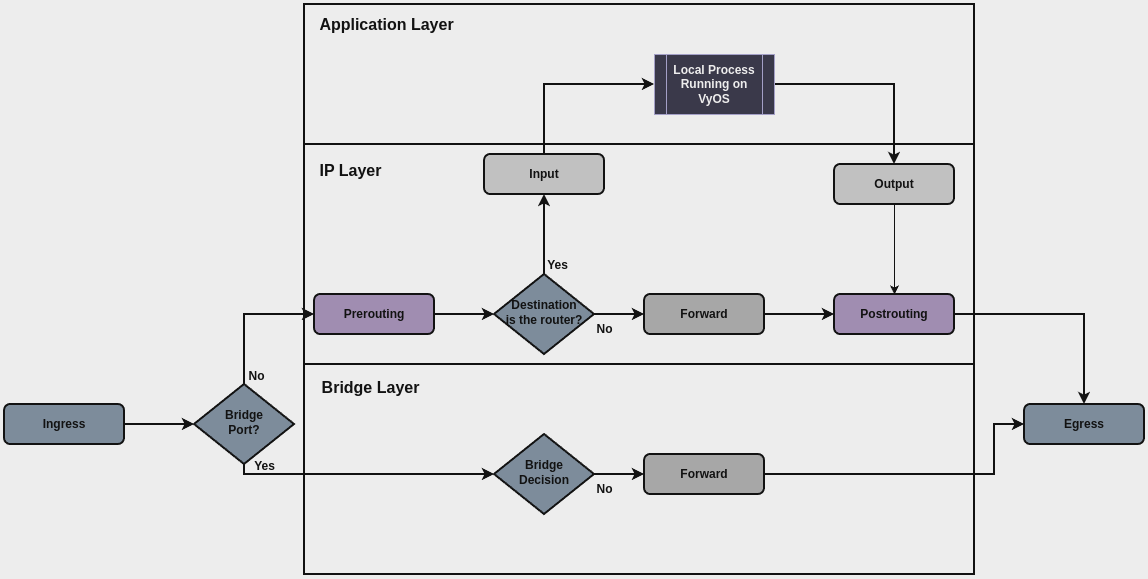 Application Layer
Local Process
Running on
VyOS
IP Layer
Input
Output
Yes
Prerouting
Destination
is the router?
No
Forward
Postrouting
No
Bridge Layer
Ingress
Bridge
Port?
Egress
Yes
Bridge
Decision
No
Forward